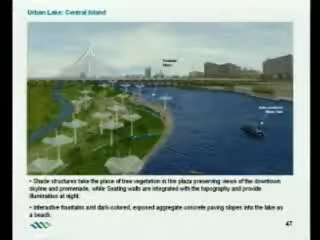 Urban Lake: Central Island
• Shade structures take the place of tree vegetation in this plaza preserving views of the downtown
skyline and promenade, while Seating walls are integrated with the topography and provide
illumination at night.
• Interactive fountains and dark-colored, exposed aggregate concrete paving slopes into the lake as
a beach.
47